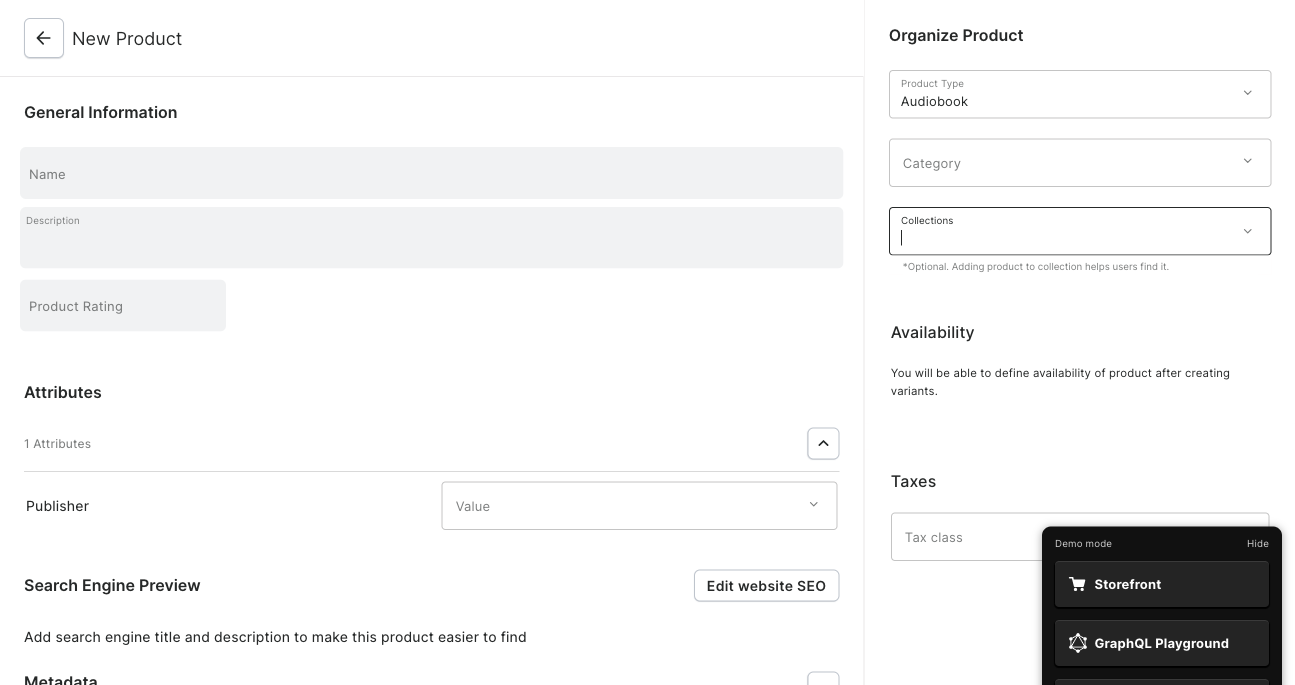 New Product
General Information
Name
Description
Product Rating
Attributes
1 Attributes
Publisher
Value
Search Engine Preview
Edit website SEO
Add search engine title and description to make this product easier to find
Metadata
Organize Product
Product Type
Audiobook
Category
Collections
*Optional. Adding product to collection helps users find it.
Availability
You will be able to define availability of product after creating
variants.
Taxes
Tax class
Demo mode
Hide
Storefront
GraphQL Playground